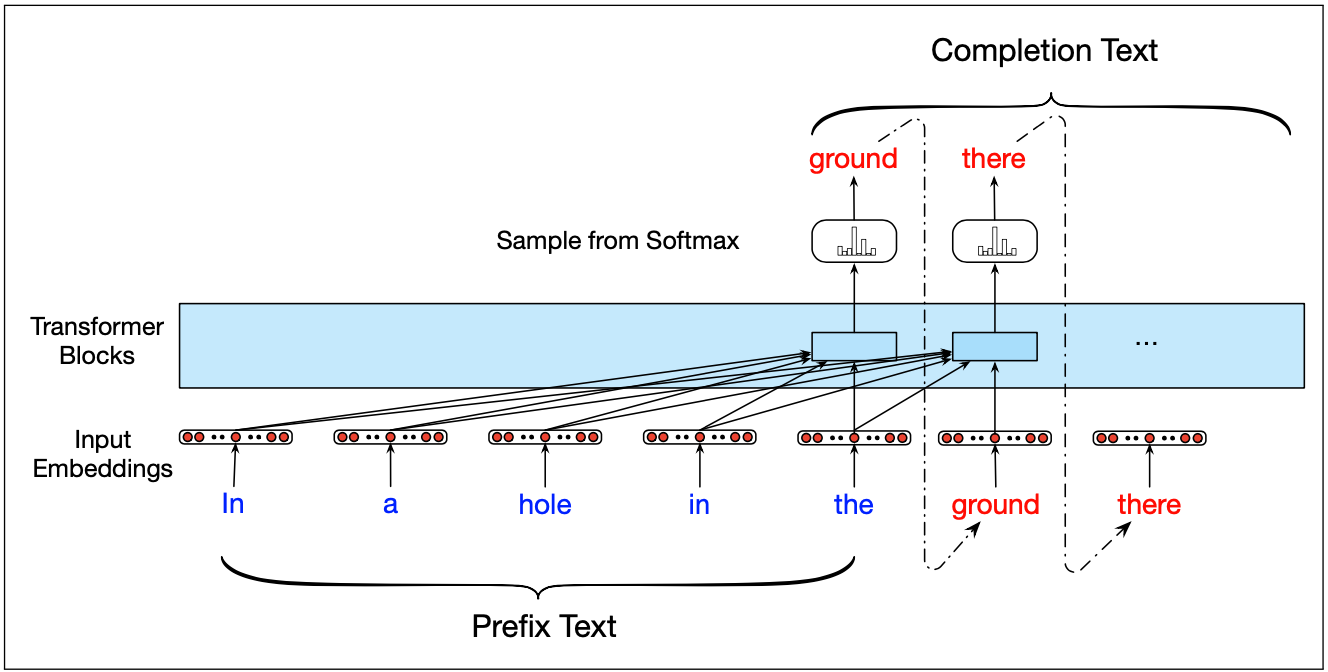 Completion Text
ground there
Sample from Softmax
Transformer
Blocks
...
Input
Embeddings
In a hole in the ground there
Prefix Text